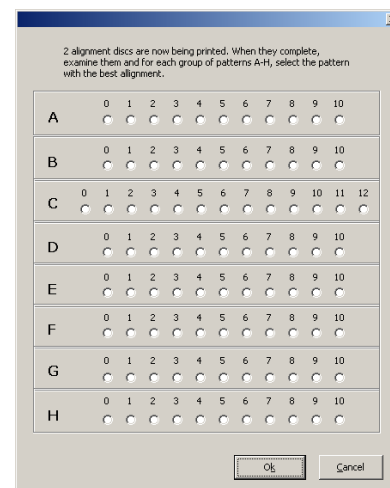 2 alignment discs are now being printed. When they complete,
examine them and for each group of patterns A-H, select the pattern
with the best allignment.
0 1 2 3 4 5 6 7 8 9 10
A
0 1 2 3 4 5 6 7 8 9 10
B
0 1 2 3 4 5 6 7 8 9 10 11 12
C
0 1 2 3 4 5 6 7 8 9 10
D
0 1 2 3 4 5 6 7 8 9 10
E
0 1 2 3 4 5 6 7 8 9 10
F
0 1 2 3 4 5 6 7 8 9 10
G
0 1 2 3 4 5 6 7 8 9 10
H
Ok Cancel